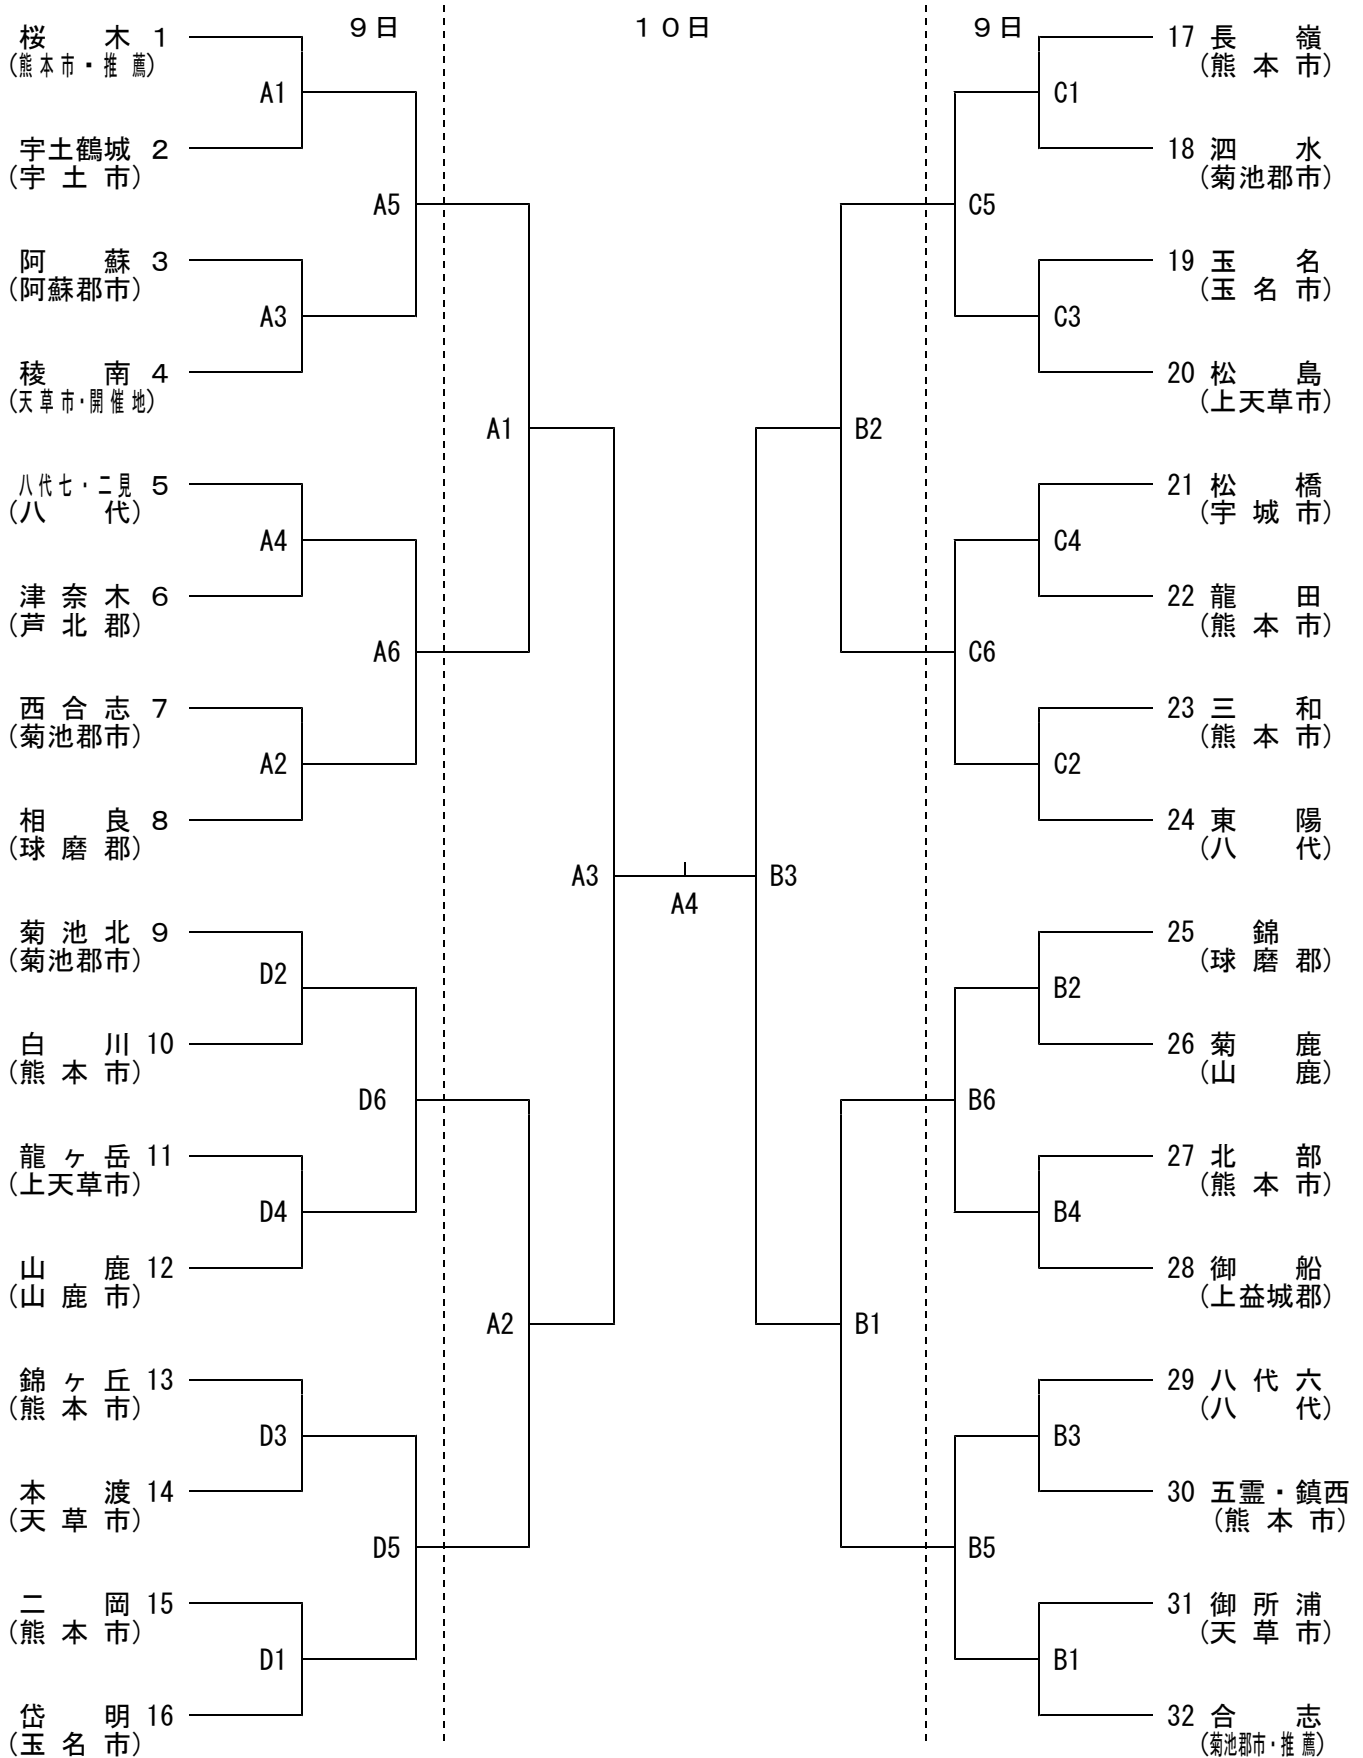 ９日
１０日
９日
桜木 1
(熊本市・推薦)
A1
宇土鶴城 2
(宇土市)
A5
阿蘇 3
(阿蘇郡市)
A3
稜南 4
(天草市・開催地)
A1
八代七・二見 5
(八代)
A4
津奈木 6
(芦北郡)
A6
西合志 7
(菊池郡市)
A2
相良 8
(球磨郡)
A3
菊池北 9
(菊池郡市)
D2
白川 10
(熊本市)
D6
龍ヶ岳 11
(上天草市)
D4
山鹿 12
(山鹿市)
A2
錦ヶ丘 13
(熊本市)
D3
本渡 14
(天草市)
D5
二岡 15
(熊本市)
D1
岱明 16
(玉名市)
A4
17 長嶺
(熊本市)
C1
18 泗水
(菊池郡市)
C5
19 玉名
(玉名市)
C3
20 松島
(上天草市)
B2
21 松橋
(宇城市)
C4
22 龍田
(熊本市)
C6
23 三和
(熊本市)
C2
24 東陽
(八代)
B3
25 錦
(球磨郡)
B2
26 菊鹿
(山鹿)
B6
27 北部
(熊本市)
B4
28 御船
(上益城郡)
B1
29 八代六
(八代)
B3
30 五霊・鎮西
(熊本市)
B5
31 御所浦
(天草市)
B1
32 合志
(菊池郡市・推薦)